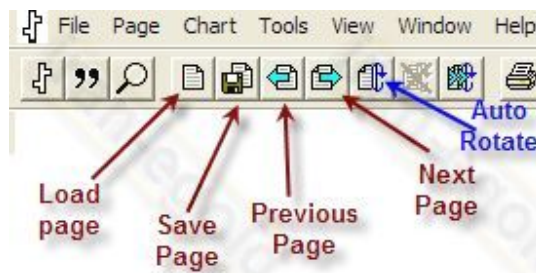 File Page Chart Tools View Window Help
Auto
Rotate
Load
page
Save
Page
Previous
Page
Next
Page